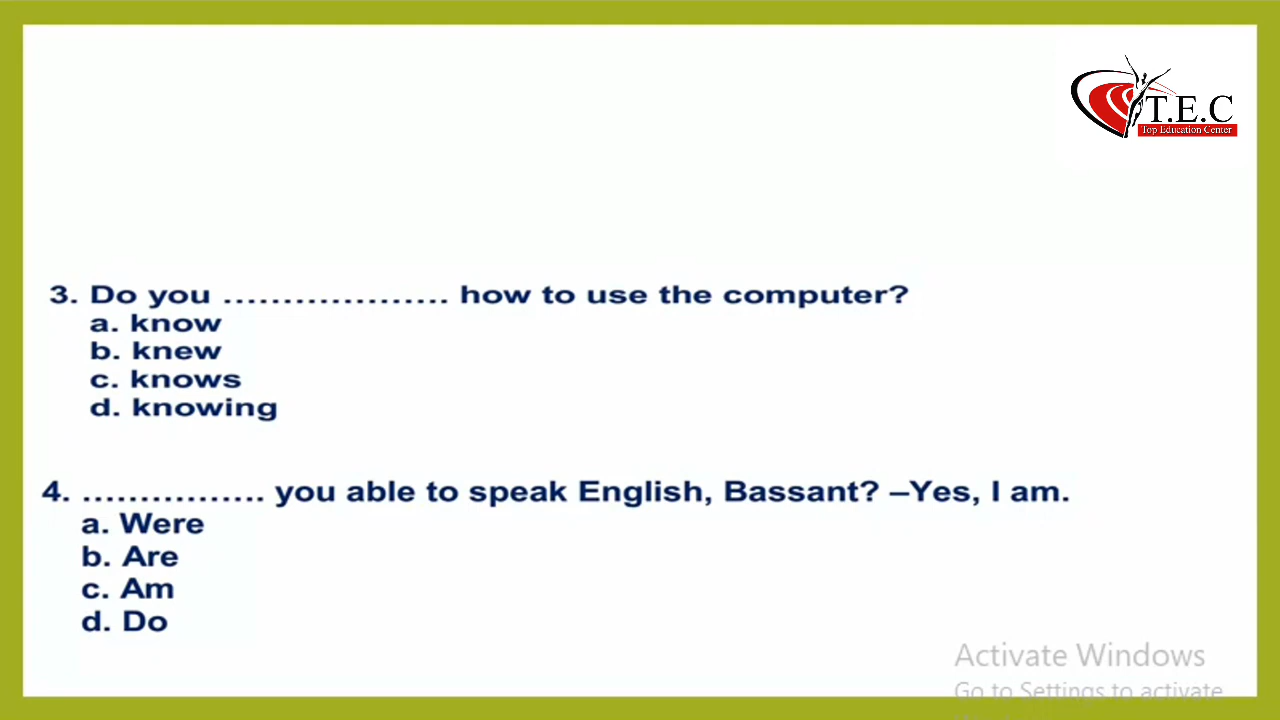 T.E.C
Top Education Center
3. Do you ................... how to use the computer?
a. know
b. knew
c. knows
d. knowing
4. ................ you able to speak English, Bassant? –Yes, I am.
a. Were
b. Are
c. Am
d. Do
Activate Windows
Go to Settings to activate